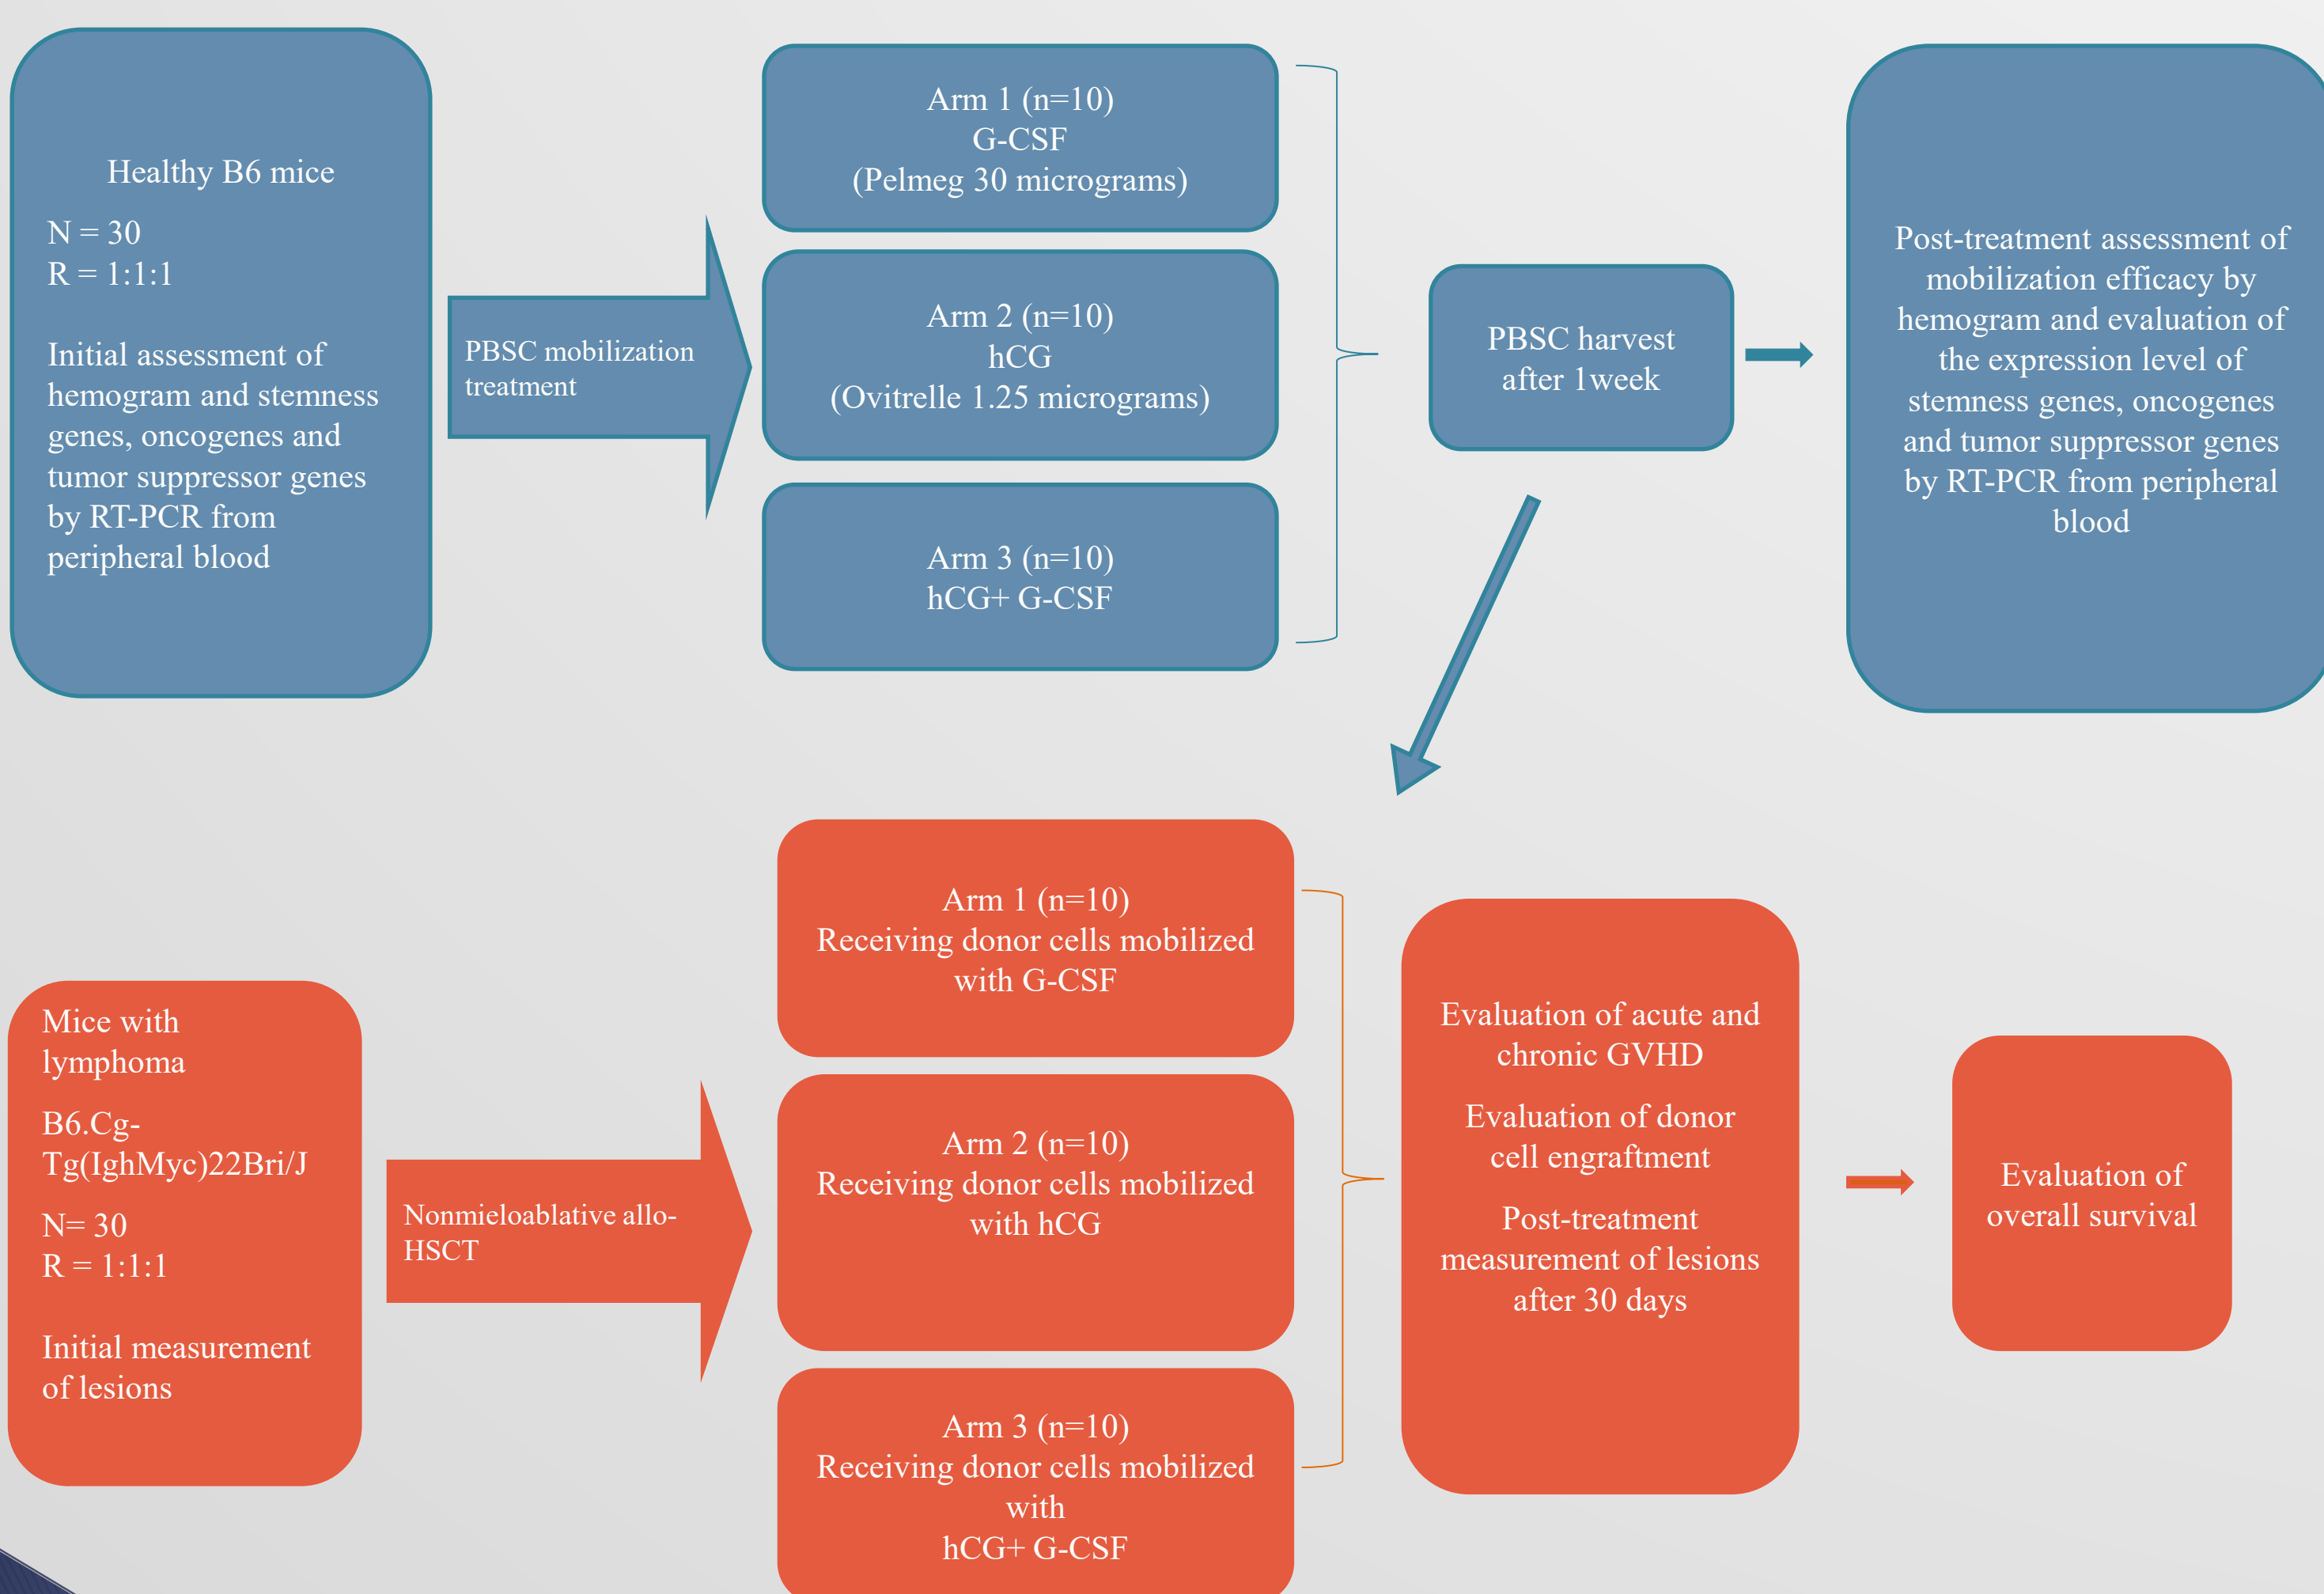 Healthy B6 mice
N = 30
R = 1:1:1
Initial assessment of
hemogram and stemness
genes, oncogenes and
tumor suppressor genes
by RT-PCR from
peripheral blood
PBSC mobilization
treatment
Arm 1 (n=10)
G-CSF
(Pelmeg 30 micrograms)
Arm 2 (n=10)
hCG
(Ovitrelle 1.25 micrograms)
Arm 3 (n=10)
hCG+ G-CSF
PBSC harvest
after 1week
Post-treatment assessment of
mobilization efficacy by
hemogram and evaluation of
the expression level of
stemness genes, oncogenes
and tumor suppressor genes
by RT-PCR from peripheral
blood
Mice with
lymphoma
B6.Cg-
Tg(IghMyc)22Bri/J
N= 30
R = 1:1:1
Initial measurement
of lesions
Nonmieloablative allo-
HSCT
Arm 1 (n=10)
Receiving donor cells mobilized
with G-CSF
Arm 2 (n=10)
Receiving donor cells mobilized
with hCG
Arm 3 (n=10)
Receiving donor cells mobilized
with
hCG+ G-CSF
Evaluation of acute and
chronic GVHD
Evaluation of donor
cell engraftment
Post-treatment
measurement of lesions
after 30 days
Evaluation of
overall survival